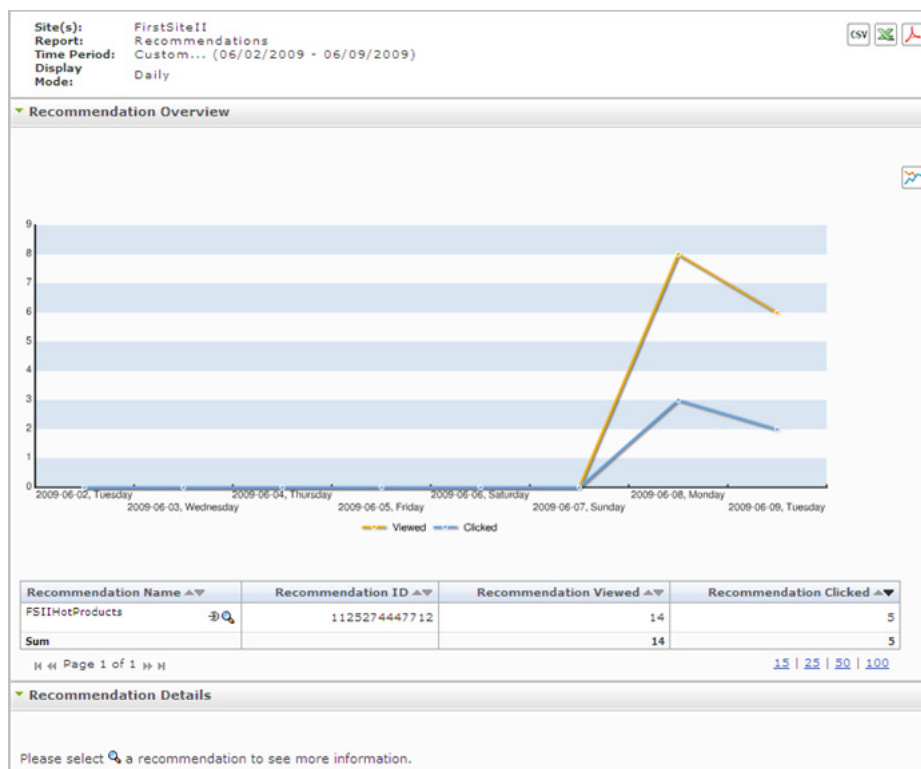 Site(s): FirstSiteII
Report: Recommendations
Time Period: Custom... (06/02/2009 - 06/09/2009)
Display Mode: Daily
CSV
Recommendation Overview
9
8
7
6
5
4
3
2
1
0
2009-06-02, Tuesday 2009-06-04, Thursday 2009-06-06, Saturday 2009-06-08, Monday
2009-06-03, Wednesday 2009-06-05, Friday 2009-06-07, Sunday 2009-06-09, Tuesday
Viewed Clicked
Recommendation Name Recommendation ID Recommendation Viewed Recommendation Clicked
FSIIHotProducts 1125274447712 14 5
Sum 14 5
Page 1 of 1 15 | 25 | 50 | 100
Recommendation Details
Please select a recommendation to see more information.